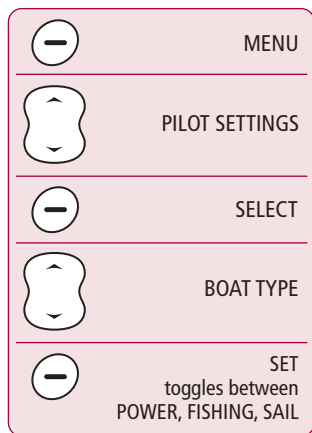 MENU
PILOT SETTINGS
SELECT
BOAT TYPE
SET
toggles between
POWER, FISHING, SAIL